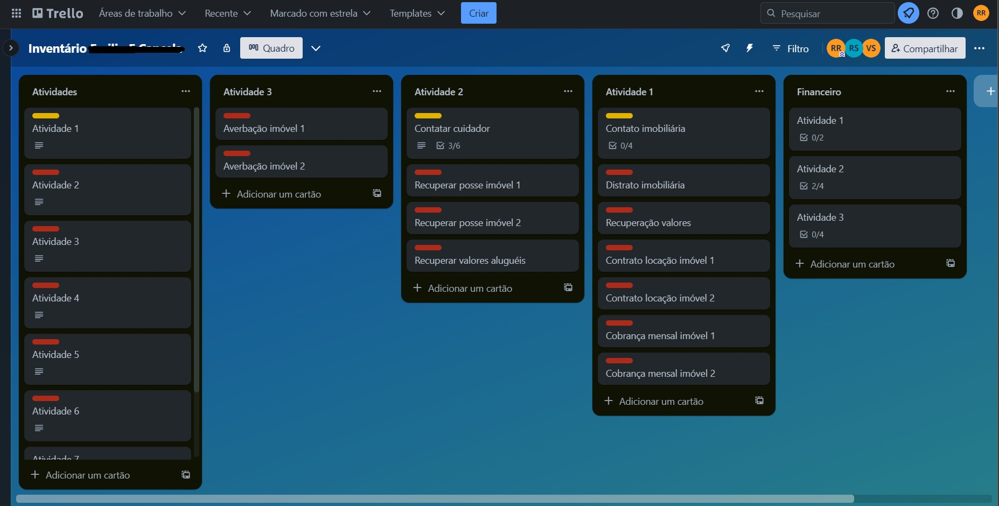 Trello
Áreas de trabalho
Recente
Marcado com estrela
Templates
Criar
Pesquisar
RR
Inventário
Quadro
Filtro
RR
RS
VS
Compartilhar
Atividades
Atividade 1
Atividade 2
Atividade 3
Atividade 4
Atividade 5
Atividade 6
Atividade 7
Adicionar um cartão
Atividade 3
Averbação imóvel 1
Averbação imóvel 2
Adicionar um cartão
Atividade 2
Contatar cuidador
3/6
Recuperar posse imóvel 1
Recuperar posse imóvel 2
Recuperar valores aluguéis
Adicionar um cartão
Atividade 1
Contato imobiliária
0/4
Distrato imobiliária
Recuperação valores
Contrato locação imóvel 1
Contrato locação imóvel 2
Cobrança mensal imóvel 1
Cobrança mensal imóvel 2
Adicionar um cartão
Financeiro
Atividade 1
0/2
Atividade 2
2/4
Atividade 3
0/4
Adicionar um cartão